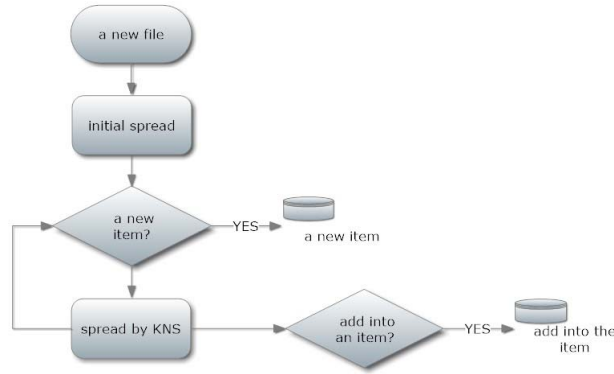 a new file
initial spread
a new
item?
YES
a new item
spread by KNS
add into
an item?
YES
add into the
item